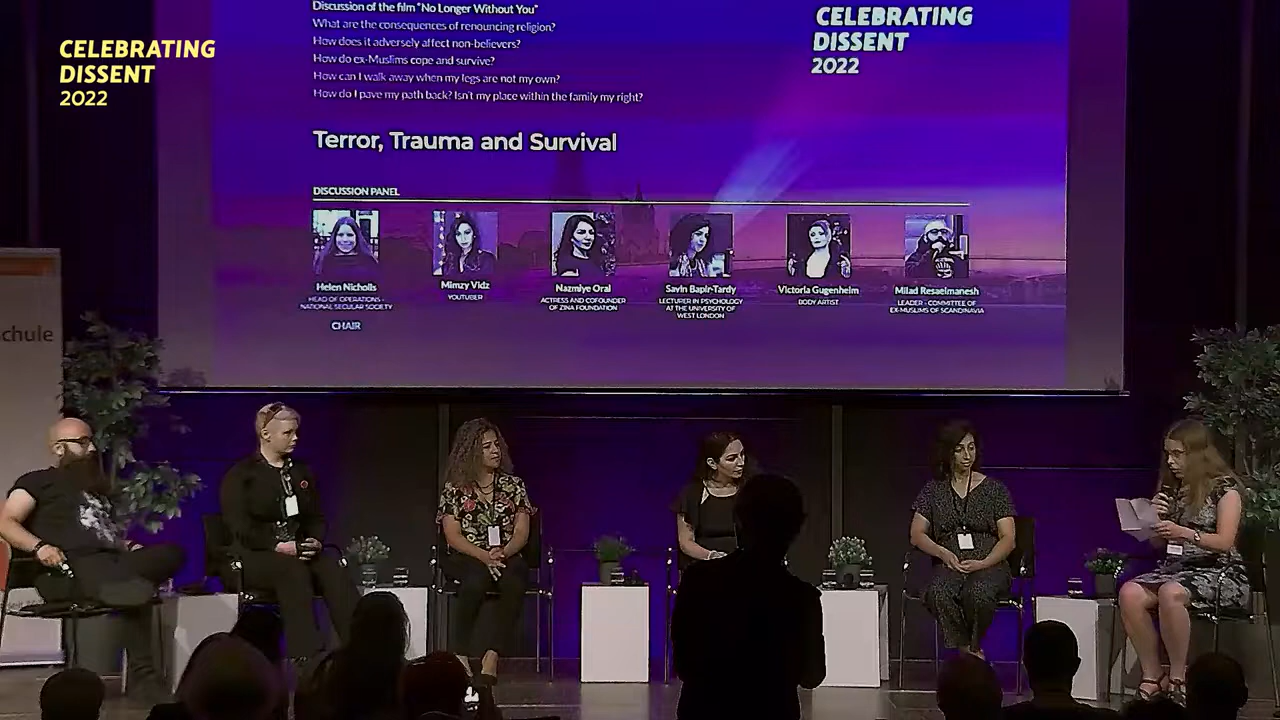 Discussion of the film "No Longer Without You"
What are the consequences of renouncing religion?
How does it adversely affect non-believers?
How do ex-Muslims cope and survive?
How can I walk away when my legs are not my own?
How do I pave my path back? Isn't my place within the family my right?
CELEBRATING
DISSENT
2022
CELEBRATING
DISSENT
2022
Terror, Trauma and Survival
DISCUSSION PANEL
Helen Nicholls
HEAD OF OPERATIONS -
NATIONAL SECULAR SOCIETY
CHAIR
Mimzy Vidz
YOUTUBER
Nazmiye Oral
ACTRESS AND COFOUNDER
OF ZINA FOUNDATION
Savin Bapir-Tardy
LECTURER IN PSYCHOLOGY
AT THE UNIVERSITY OF
WEST LONDON
Victoria Gugenheim
BODY ARTIST
Milad Resaeimanesh
LEADER - COMMITTEE OF
EX-MUSLIMS OF SCANDINAVIA
chule